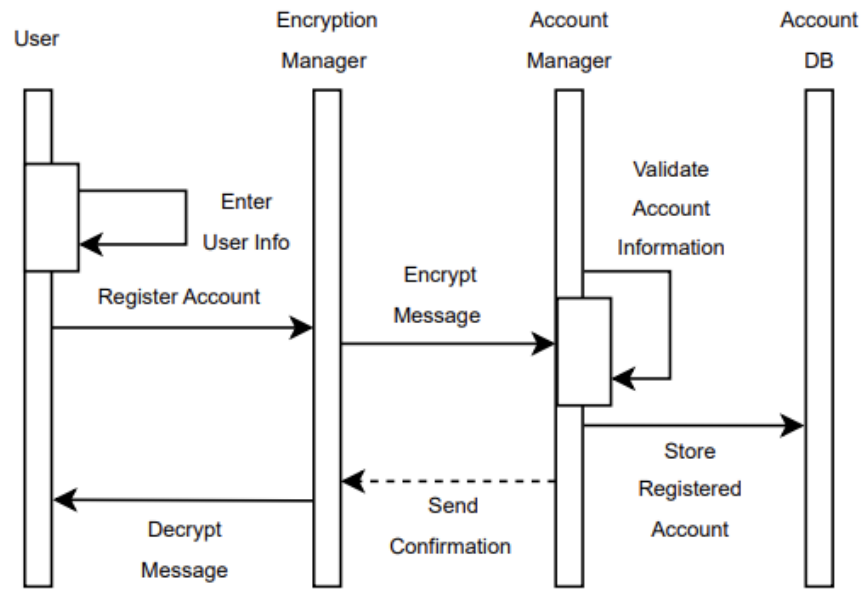 User
Encryption
Manager
Account
Manager
Account
DB
Enter
User Info
Register Account
Encrypt
Message
Validate
Account
Information
Store
Registered
Account
Send
Confirmation
Decrypt
Message